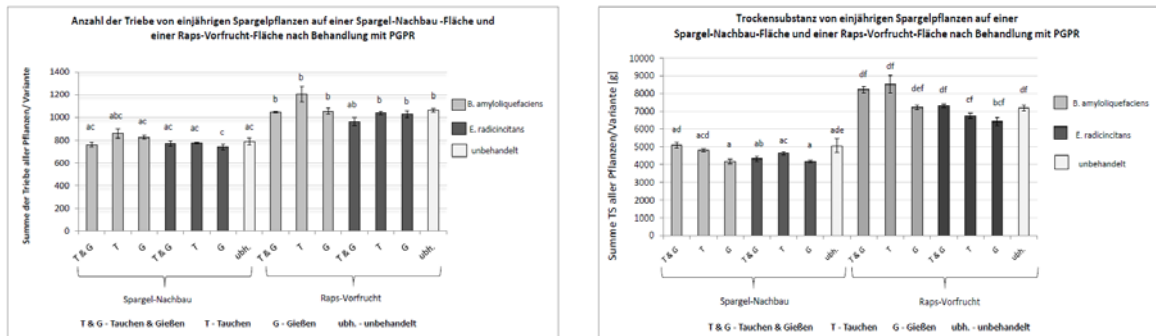 Anzahl der Triebe von einjährigen Spargelpflanzen auf einer Spargel-Nachbau -Fläche und
einer Raps-Vorfrucht-Fläche nach Behandlung mit PGPR
Summe der Triebe aller Pflanzen/ Variante
1400
1200
1000
800
600
400
200
0
ac
abc
ac
ac
ac
c
ac
b
b
b
ab
b
b
b
T & G
T
G
T & G
T
G
ubh.
T & G
T
G
T & G
T
G
ubh.
Spargel-Nachbau
Raps-Vorfrucht
B. amyloliquefaciens
E. radicincitans
unbehandelt
T & G - Tauchen & Gießen T - Tauchen G - Gießen ubh. - unbehandelt
Trockensubstanz von einjährigen Spargelpflanzen auf einer
Spargel-Nachbau-Fläche und einer Raps-Vorfrucht-Fläche nach Behandlung mit PGPR
Summe TS aller Pflanzen/Variante [g]
10000
9000
8000
7000
6000
5000
4000
3000
2000
1000
0
ad
acd
a
ab
ac
a
ade
df
df
def
df
cf
bcf
df
T & G
T
G
T & G
T
G
ubh.
T & G
T
G
T & G
T
G
ubh.
Spargel-Nachbau
Raps-Vorfrucht
B. amyloliquefaciens
E. radicincitans
unbehandelt
T & G - Tauchen & Gießen T - Tauchen G - Gießen ubh. - unbehandelt